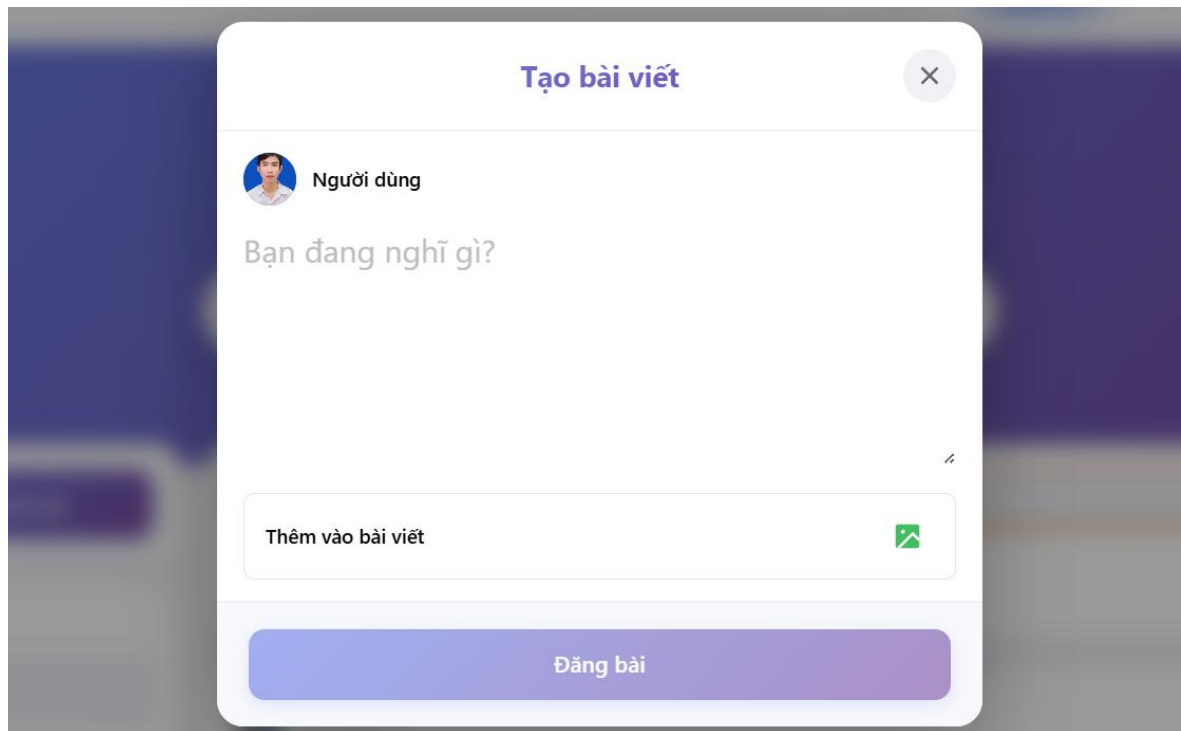 Tạo bài viết
Người dùng
Bạn đang nghĩ gì?
Thêm vào bài viết
Đăng bài